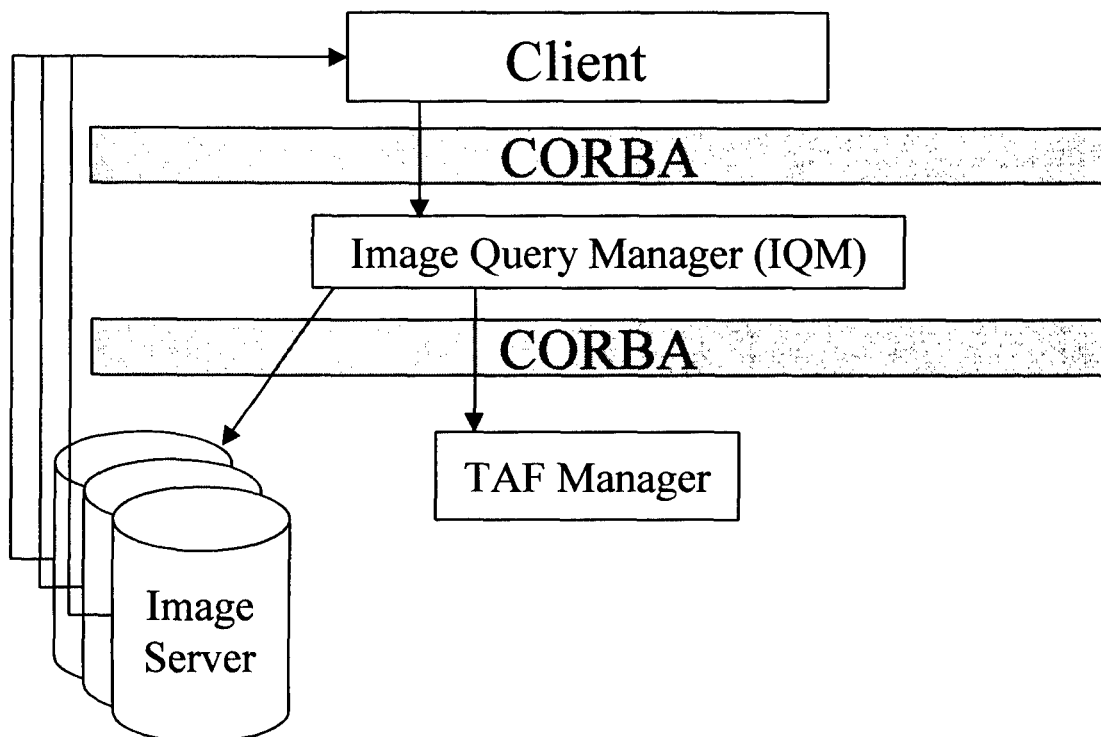 Client
CORBA
Image Query Manager (IQM)
CORBA
TAF Manager
Image
Server